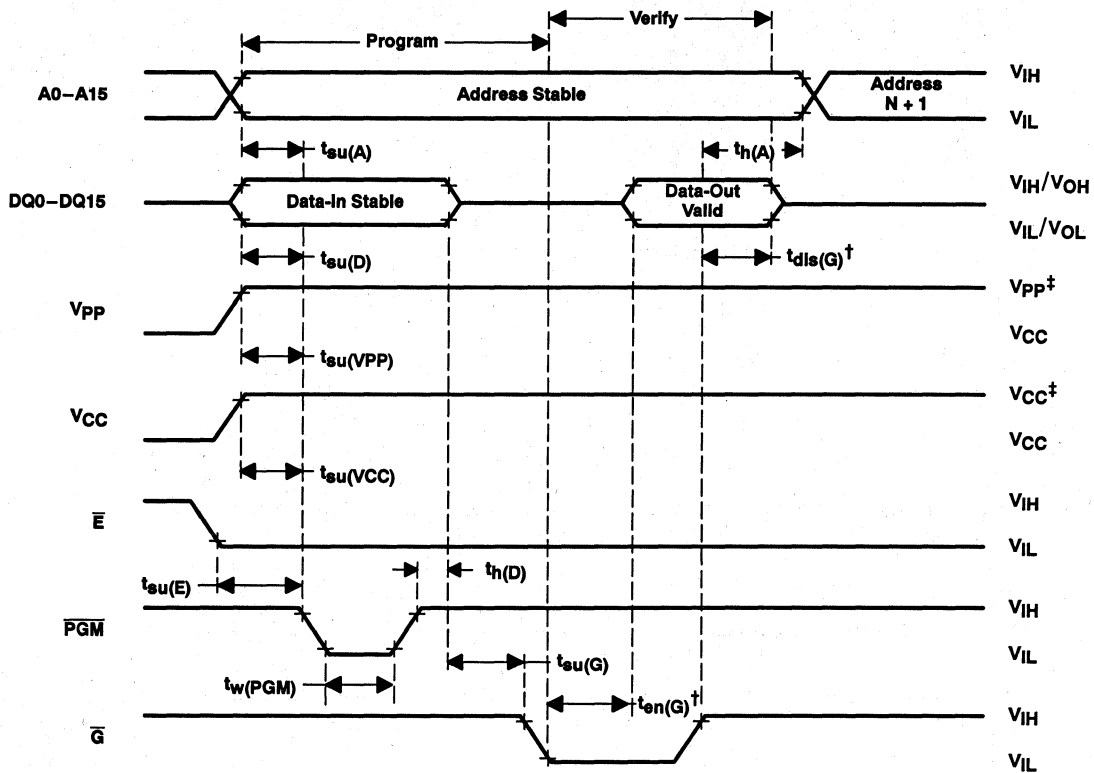 Verify
Program
A0–A15
Address Stable
Address
N + 1
VIH
VIL
tsu(A)
th(A)
DQ0–DQ15
Data-In Stable
Data-Out
Valid
VIH/VOH
VIL/VOL
tsu(D)
tdis(G)†
VPP
VPP‡
VCC
tsu(VPP)
VCC
VCC‡
VCC
tsu(VCC)
E
VIH
VIL
tsu(E)
th(D)
PGM
VIH
VIL
tsu(G)
tw(PGM)
ten(G)†
G
VIH
VIL